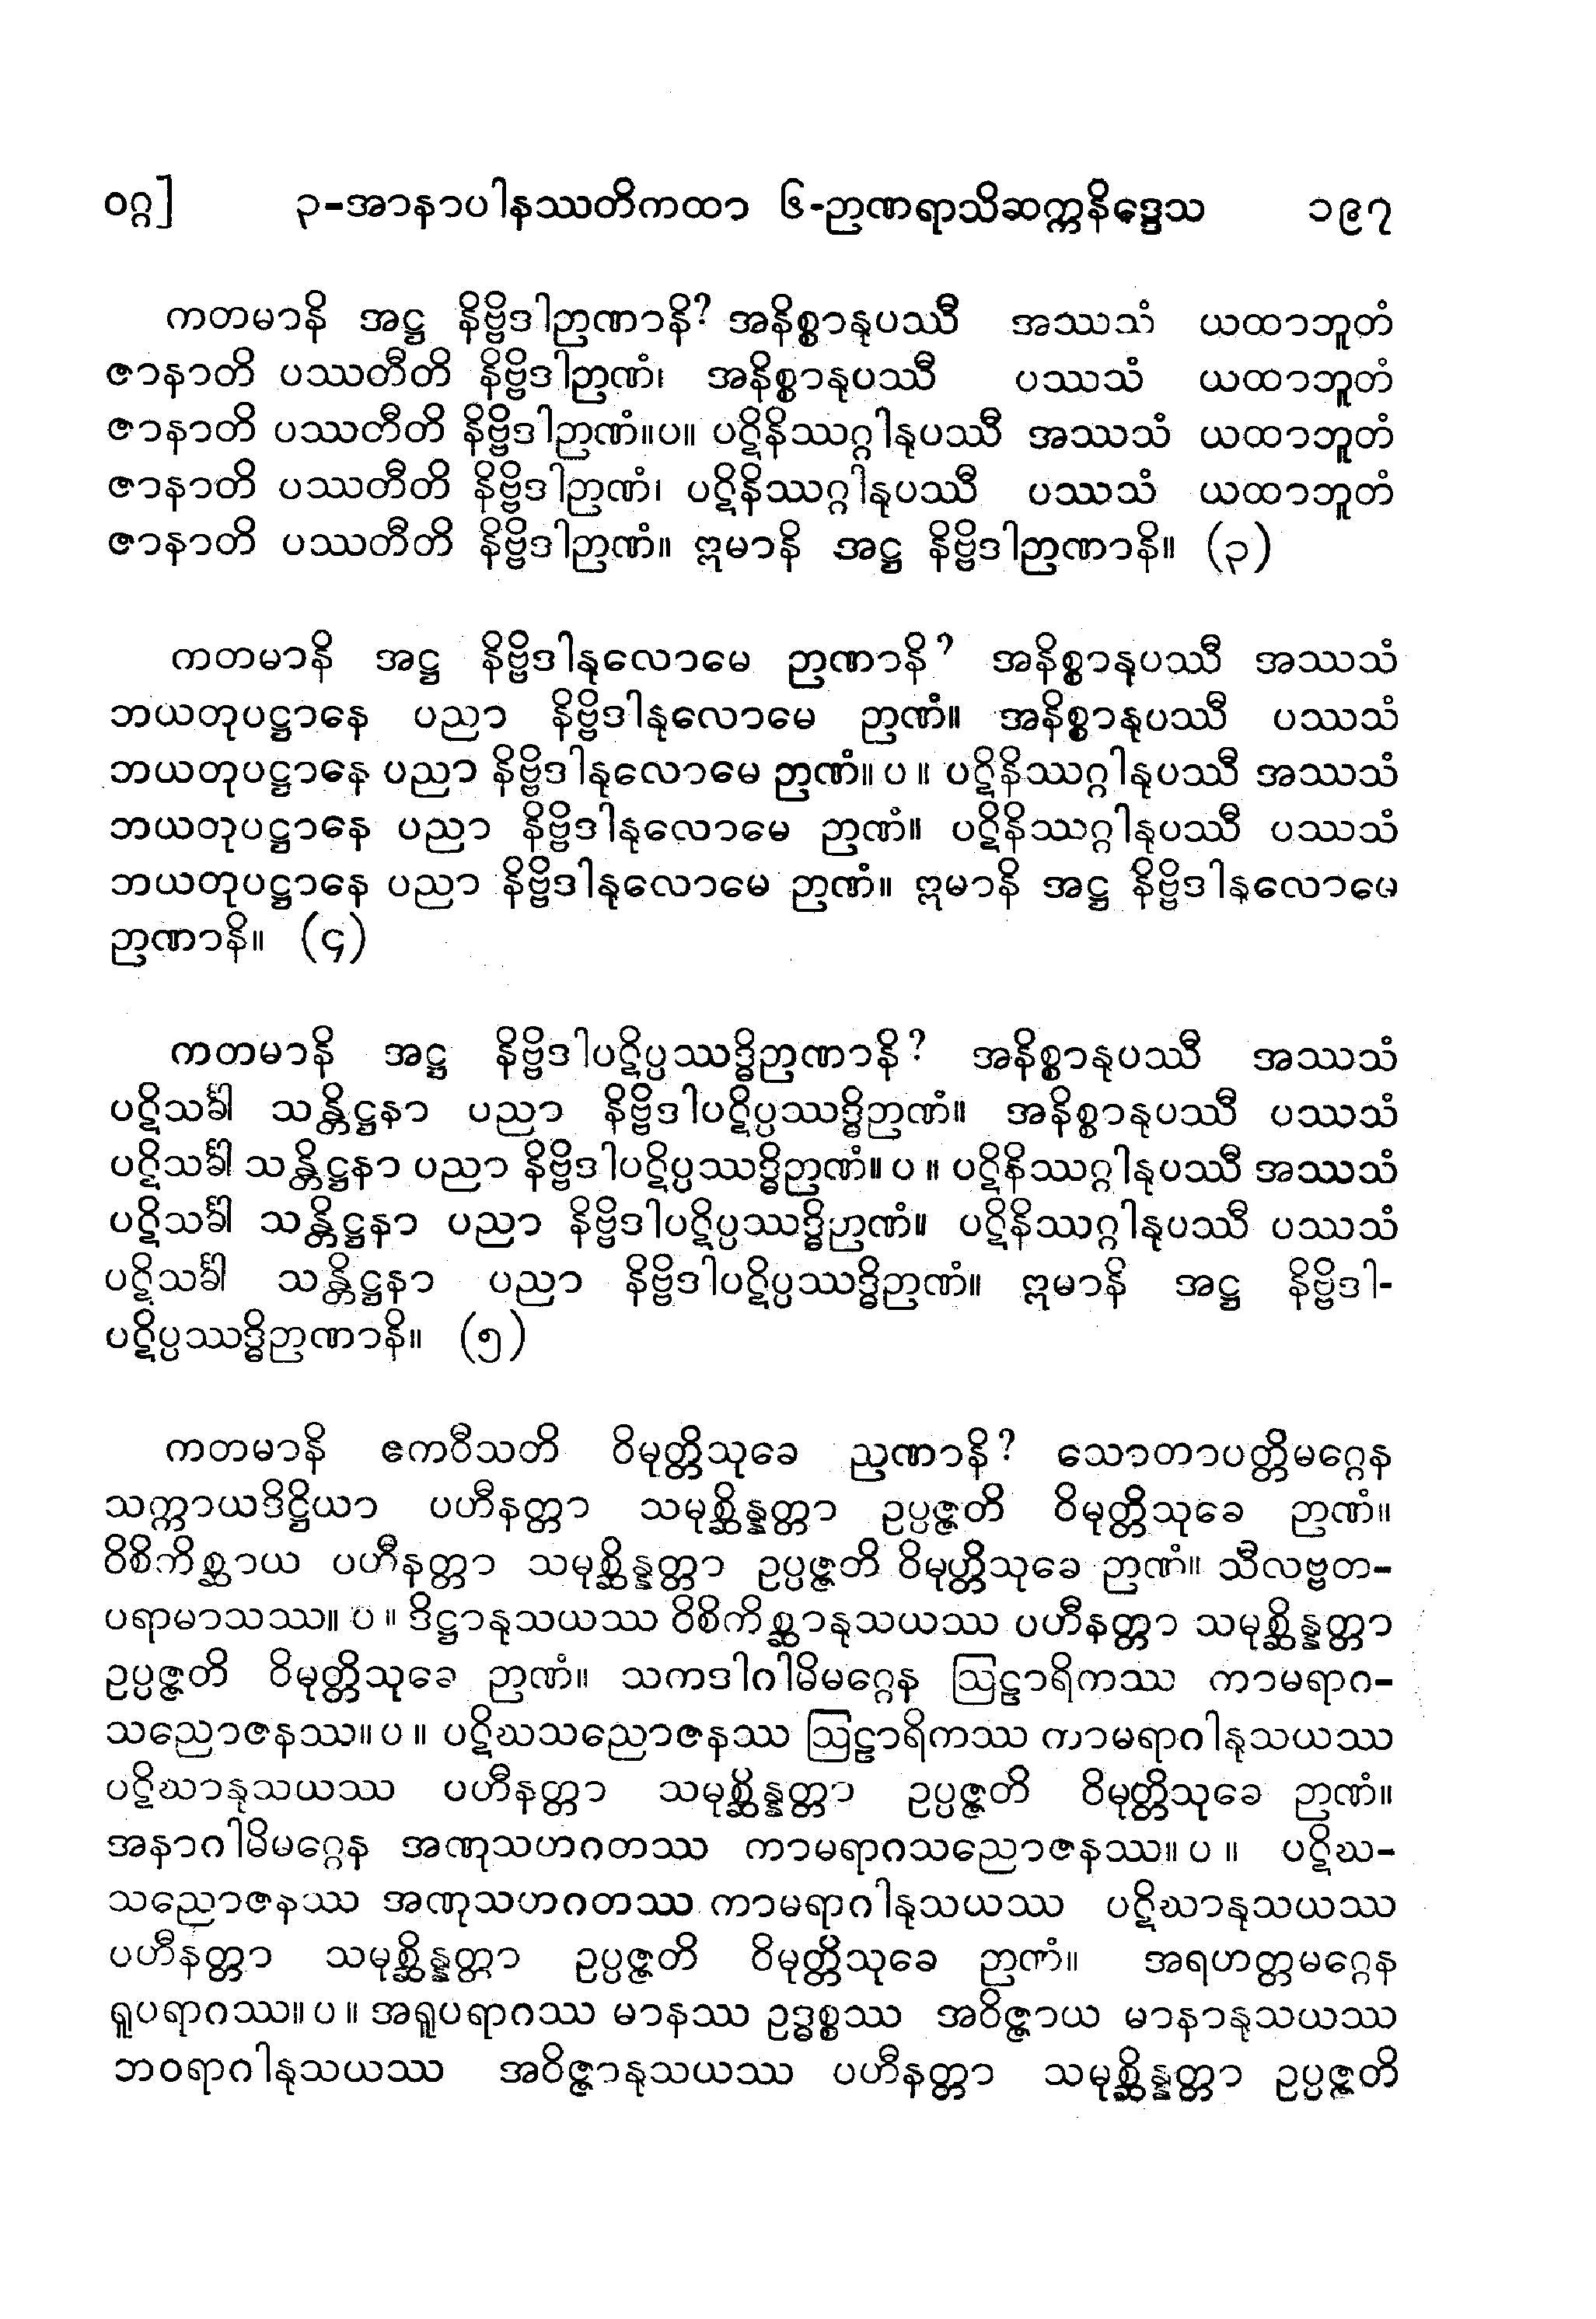 ဝဂ္ဂ] ၃-အာနာပါနဿတိကထာ ၆-ဉာဏရာသိဆက္ကနိဒ္ဒေသ ၁၉၇
ကတမာနိ အဋ္ဌ နိဗ္ဗိဒါဉာဏာနိ? အနိစ္စာနုပဿီ အဿသံ ယထာဘူတံ
ဇာနာတိ ပဿတီတိ နိဗ္ဗိဒါဉာဏံ၊ အနိစ္စာနုပဿီ ပဿသံ ယထာဘူတံ
ဇာနာတိ ပဿတီတိ နိဗ္ဗိဒါဉာဏံ။ပ။ ပဋိနိဿဂ္ဂါနုပဿီ အဿသံ ယထာဘူတံ
ဇာနာတိ ပဿတီတိ နိဗ္ဗိဒါဉာဏံ၊ ပဋိနိဿဂ္ဂါနုပဿီ ပဿသံ ယထာဘူတံ
ဇာနာတိ ပဿတီတိ နိဗ္ဗိဒါဉာဏံ။ ဣမာနိ အဋ္ဌ နိဗ္ဗိဒါဉာဏာနိ။ (၃)
ကတမာနိ အဋ္ဌ နိဗ္ဗိဒါနုလောမေ ဉာဏာနိ? အနိစ္စာနုပဿီ အဿသံ
ဘယတုပဋ္ဌာနေ ပညာ နိဗ္ဗိဒါနုလောမေ ဉာဏံ။ အနိစ္စာနုပဿီ ပဿသံ
ဘယတုပဋ္ဌာနေ ပညာ နိဗ္ဗိဒါနုလောမေ ဉာဏံ။ ပ ။ ပဋိနိဿဂ္ဂါနုပဿီ အဿသံ
ဘယတုပဋ္ဌာနေ ပညာ နိဗ္ဗိဒါနုလောမေ ဉာဏံ။ ပဋိနိဿဂ္ဂါနုပဿီ ပဿသံ
ဘယတုပဋ္ဌာနေ ပညာ နိဗ္ဗိဒါနုလောမေ ဉာဏံ။ ဣမာနိ အဋ္ဌ နိဗ္ဗိဒါနုလောမေ
ဉာဏာနိ။ (၄)
ကတမာနိ အဋ္ဌ နိဗ္ဗိဒါပဋိပ္ပဿဒ္ဓိဉာဏာနိ? အနိစ္စာနုပဿီ အဿသံ
ပဋိသင်္ခါ သန္တိဋ္ဌနာ ပညာ နိဗ္ဗိဒါပဋိပ္ပဿဒ္ဓိဉာဏံ။ အနိစ္စာနုပဿီ ပဿသံ
ပဋိသင်္ခါ သန္တိဋ္ဌနာ ပညာ နိဗ္ဗိဒါပဋိပ္ပဿဒ္ဓိဉာဏံ။ ပ ။ ပဋိနိဿဂ္ဂါနုပဿီ အဿသံ
ပဋိသင်္ခါ သန္တိဋ္ဌနာ ပညာ နိဗ္ဗိဒါပဋိပ္ပဿဒ္ဓိဉာဏံ။ ပဋိနိဿဂ္ဂါနုပဿီ ပဿသံ
ပဋိသင်္ခါ သန္တိဋ္ဌနာ ပညာ နိဗ္ဗိဒါပဋိပ္ပဿဒ္ဓိဉာဏံ။ ဣမာနိ အဋ္ဌ နိဗ္ဗိဒါ-
ပဋိပ္ပဿဒ္ဓိဉာဏာနိ။ (၅)
ကတမာနိ ဧကဝီသတိ ဝိမုတ္တိသုခေ ဉာဏာနိ? သောတာပတ္တိမဂ္ဂေန
သက္ကာယဒိဋ္ဌိယာ ပဟီနတ္တာ သမုစ္ဆိန္နတ္တာ ဥပ္ပဇ္ဇတိ ဝိမုတ္တိသုခေ ဉာဏံ။
ဝိစိကိစ္ဆာယ ပဟီနတ္တာ သမုစ္ဆိန္နတ္တာ ဥပ္ပဇ္ဇတိ ဝိမုတ္တိသုခေ ဉာဏံ။ သီလဗ္ဗတ-
ပရာမာသဿ။ ပ ။ ဒိဋ္ဌာနုသယဿ ဝိစိကိစ္ဆာနုသယဿ ပဟီနတ္တာ သမုစ္ဆိန္နတ္တာ
ဥပ္ပဇ္ဇတိ ဝိမုတ္တိသုခေ ဉာဏံ။ သကဒါဂါမိမဂ္ဂေန ဩဠာရိကဿ ကာမရာဂ-
သညောဇနဿ။ ပ ။ ပဋိဃသညောဇနဿ ဩဠာရိကဿ ကာမရာဂါနုသယဿ
ပဋိဃာနုသယဿ ပဟီနတ္တာ သမုစ္ဆိန္နတ္တာ ဥပ္ပဇ္ဇတိ ဝိမုတ္တိသုခေ ဉာဏံ။
အနာဂါမိမဂ္ဂေန အဏုသဟဂတဿ ကာမရာဂသညောဇနဿ။ ပ ။ ပဋိဃ-
သညောဇနဿ အဏုသဟဂတဿ ကာမရာဂါနုသယဿ ပဋိဃာနုသယဿ
ပဟီနတ္တာ သမုစ္ဆိန္နတ္တာ ဥပ္ပဇ္ဇတိ ဝိမုတ္တိသုခေ ဉာဏံ။ အရဟတ္တမဂ္ဂေန
ရူပရာဂဿ။ ပ ။ အရူပရာဂဿ မာနဿ ဥဒ္ဓစ္စဿ အဝိဇ္ဇာယ မာနာနုသယဿ
ဘဝရာဂါနုသယဿ အဝိဇ္ဇာနုသယဿ ပဟီနတ္တာ သမုစ္ဆိန္နတ္တာ ဥပ္ပဇ္ဇတိ